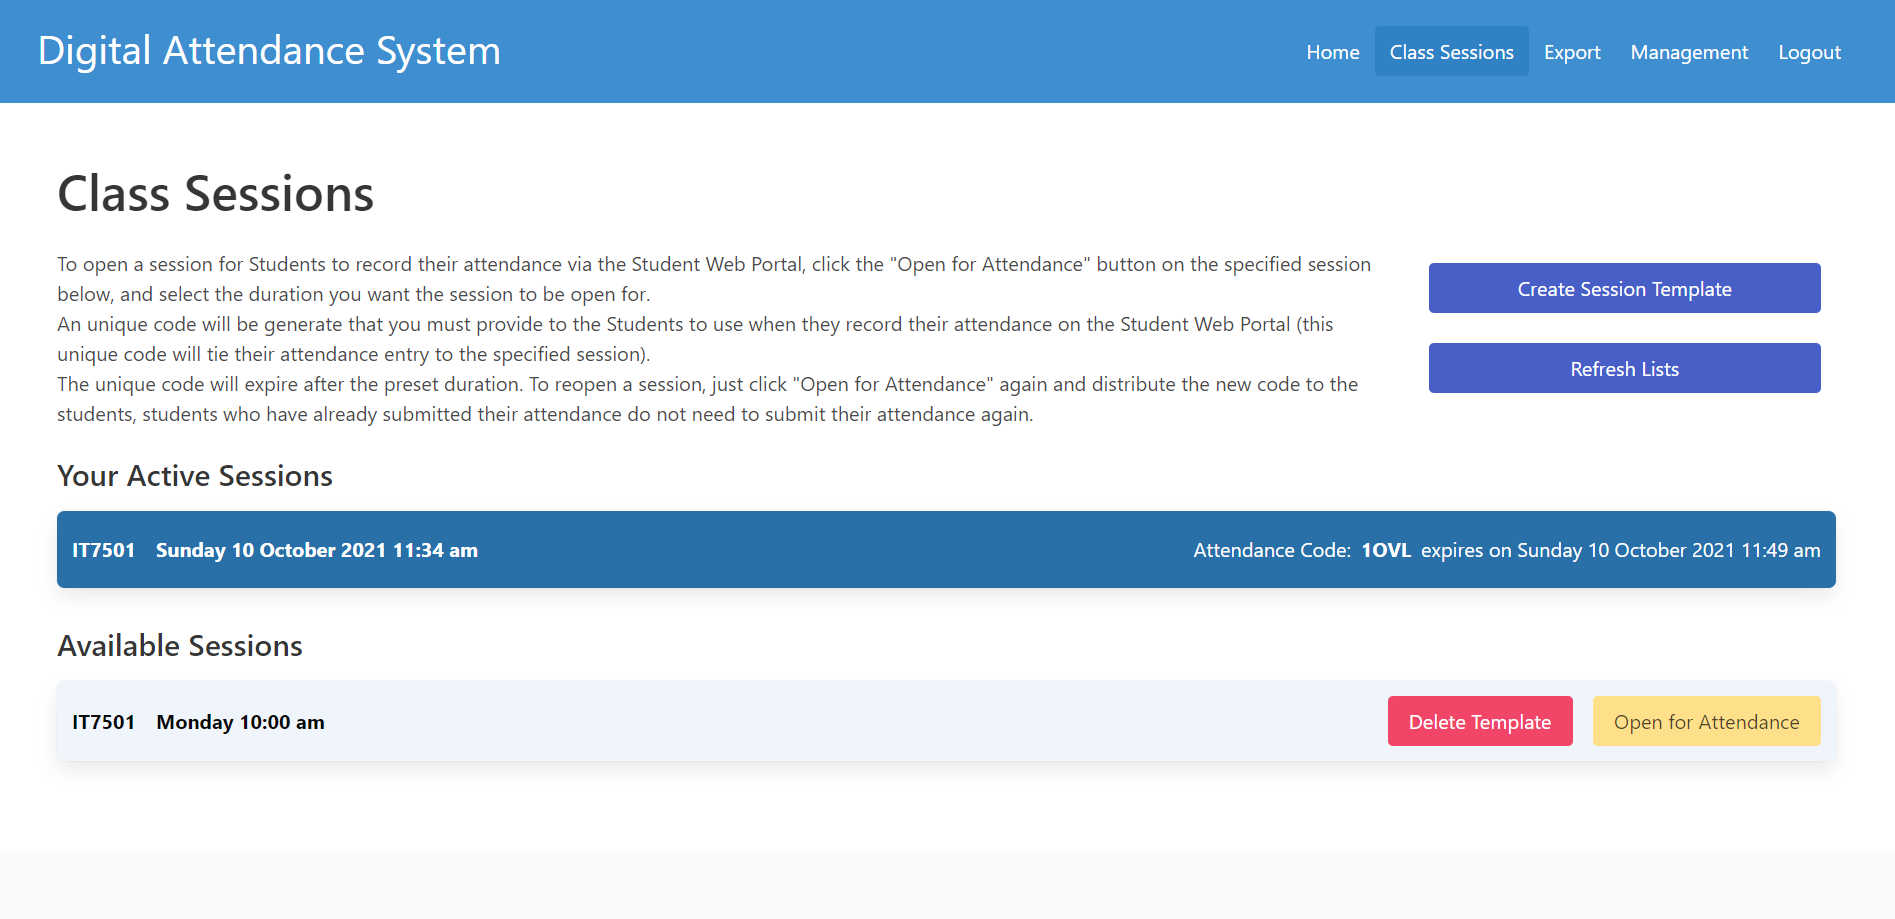 Digital Attendance System
Home Class Sessions Export Management Logout
Class Sessions
To open a session for Students to record their attendance via the Student Web Portal, click the "Open for Attendance" button on the specified session
below, and select the duration you want the session to be open for.
An unique code will be generate that you must provide to the Students to use when they record their attendance on the Student Web Portal (this
unique code will tie their attendance entry to the specified session).
The unique code will expire after the preset duration. To reopen a session, just click "Open for Attendance" again and distribute the new code to the
students, students who have already submitted their attendance do not need to submit their attendance again.
Create Session Template
Refresh Lists
Your Active Sessions
IT7501 Sunday 10 October 2021 11:34 am Attendance Code: 1OVL expires on Sunday 10 October 2021 11:49 am
Available Sessions
IT7501 Monday 10:00 am Delete Template Open for Attendance